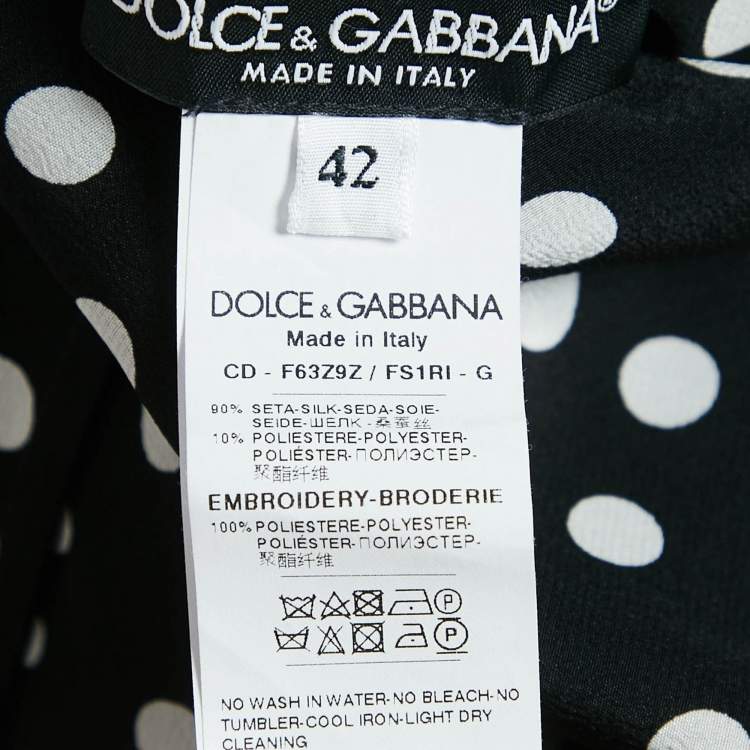 DOLCE & GABBANA®
MADE IN ITALY
42
DOLCE & GABBANA
Made in Italy
CD - F63Z9Z / FS1RI - G
90% SETA-SILK-SEDA-SOIE-
SEIDE-ШЕЛК -桑蚕丝
10% POLIESTERE-POLYESTER-
POLIÉSTER-ПОЛИЭСТЕР-
聚酯纤维
EMBROIDERY-BRODERIE
100% POLIESTERE-POLYESTER-
POLIÉSTER-ПОЛИЭСТЕР-
聚酯纤维
NO WASH IN WATER-NO BLEACH-NO
TUMBLER-COOL IRON-LIGHT DRY
CLEANING